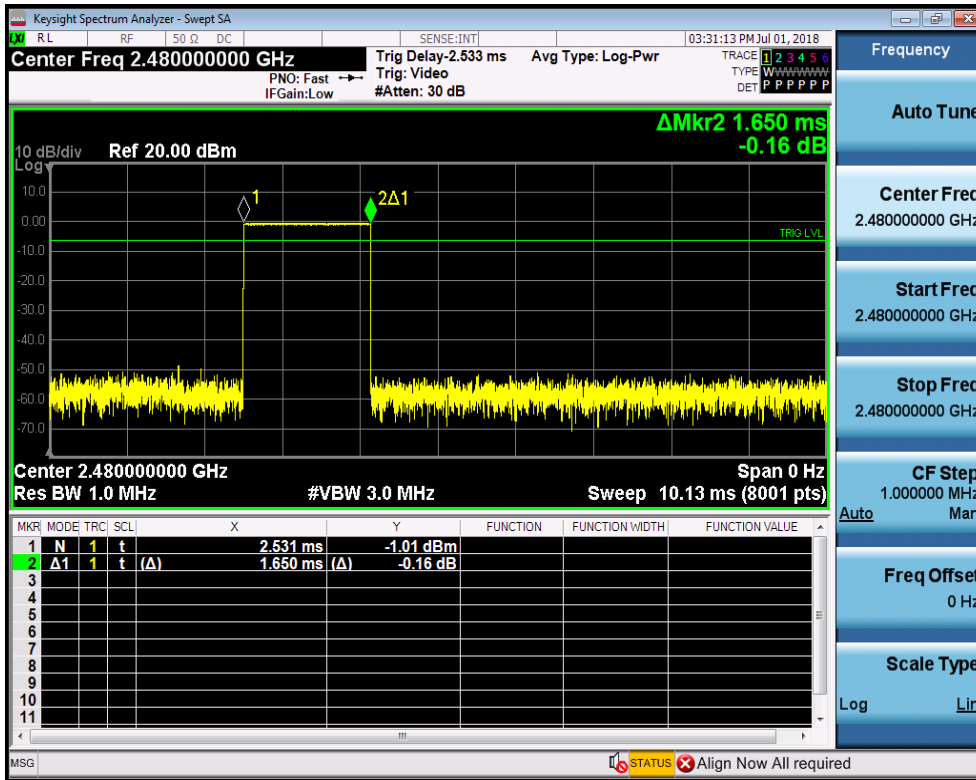 Keysight Spectrum Analyzer - Swept SA
LXI RL RF 50 Ω DC SENSE:INT 03:31:13 PM Jul 01, 2018
Center Freq 2.480000000 GHz
PNO: Fast
IFGain:Low
Trig Delay-2.533 ms
Trig: Video
#Atten: 30 dB
Avg Type: Log-Pwr
TRACE 1 2 3 4 5 6
TYPE WWWWWW
DET P P P P P P
ΔMkr2 1.650 ms
-0.16 dB
10 dB/div Ref 20.00 dBm
Log
10.0
0.00
-10.0
-20.0
-30.0
-40.0
-50.0
-60.0
-70.0
1
2Δ1
TRIG LVL
Center 2.480000000 GHz Span 0 Hz
Res BW 1.0 MHz #VBW 3.0 MHz Sweep 10.13 ms (8001 pts)
MKR MODE TRC SCL X Y FUNCTION FUNCTION WIDTH FUNCTION VALUE
1 N 1 t 2.531 ms -1.01 dBm
2 Δ1 1 t (Δ) 1.650 ms (Δ) -0.16 dB
3
4
5
6
7
8
9
10
11
MSG STATUS Align Now All required
Frequency
Auto Tune
Center Freq
2.480000000 GHz
Start Freq
2.480000000 GHz
Stop Freq
2.480000000 GHz
CF Step
1.000000 MHz
Auto Man
Freq Offset
0 Hz
Scale Type
Log Lin